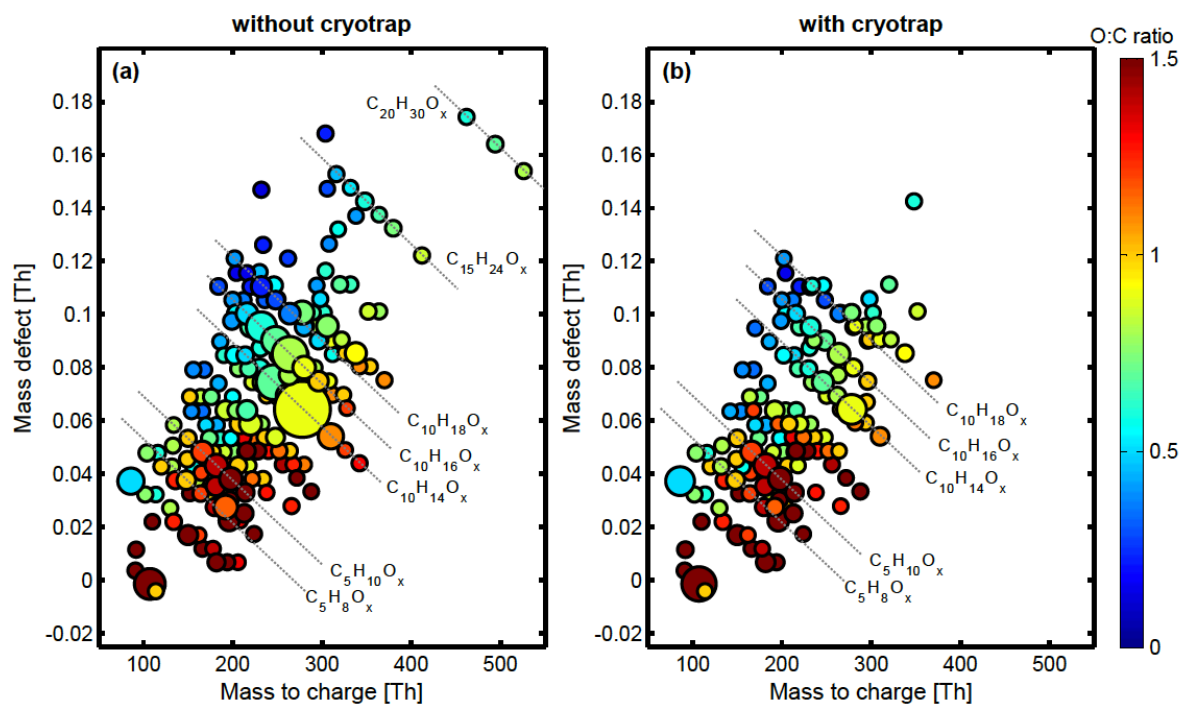 without cryotrap
with cryotrap
O:C ratio
(a)
(b)
C20H30Ox
C15H24Ox
C10H18Ox
C10H16Ox
C10H14Ox
C5H10Ox
C5H8Ox
C10H18Ox
C10H16Ox
C10H14Ox
C5H10Ox
C5H8Ox
Mass defect [Th]
0.18
0.16
0.14
0.12
0.1
0.08
0.06
0.04
0.02
0
-0.02
100 200 300 400 500
Mass to charge [Th]
Mass defect [Th]
0.18
0.16
0.14
0.12
0.1
0.08
0.06
0.04
0.02
0
-0.02
100 200 300 400 500
Mass to charge [Th]
1.5
1
0.5
0